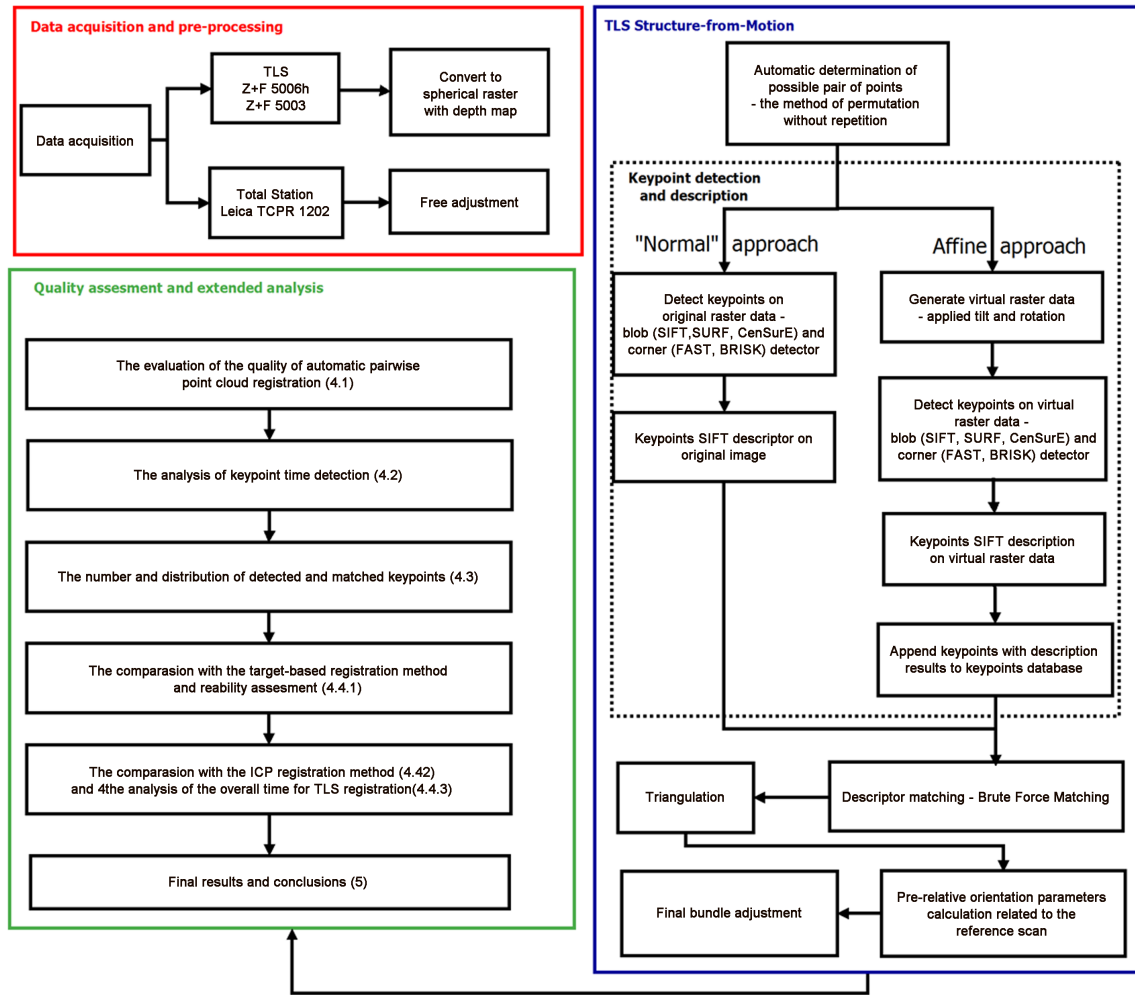 Data acquisition and pre-processing
Data acquisition
TLS
Z+F 5006h
Z+F 5003
Convert to
spherical raster
with depth map
Total Station
Leica TCPR 1202
Free adjustment
Quality assesment and extended analysis
The evaluation of the quality of automatic pairwise
point cloud registration (4.1)
The analysis of keypoint time detection (4.2)
The number and distribution of detected and matched keypoints (4.3)
The comparasion with the target-based registration method
and reability assesment (4.4.1)
The comparasion with the ICP registration method (4.42)
and 4the analysis of the overall time for TLS registration(4.4.3)
Final results and conclusions (5)
TLS Structure-from-Motion
Automatic determination of
possible pair of points
- the method of permutation
without repetition
Keypoint detection
and description
"Normal" approach
Affine approach
Detect keypoints on
original raster data -
blob (SIFT,SURF, CenSurE) and
corner (FAST, BRISK) detector
Keypoints SIFT descriptor on
original image
Generate virtual raster data
- applied tilt and rotation
Detect keypoints on virtual
raster data -
blob (SIFT, SURF, CenSurE) and
corner (FAST, BRISK) detector
Keypoints SIFT description
on virtual raster data
Append keypoints with description
results to keypoints database
Descriptor matching - Brute Force Matching
Triangulation
Pre-relative orientation parameters
calculation related to the
reference scan
Final bundle adjustment